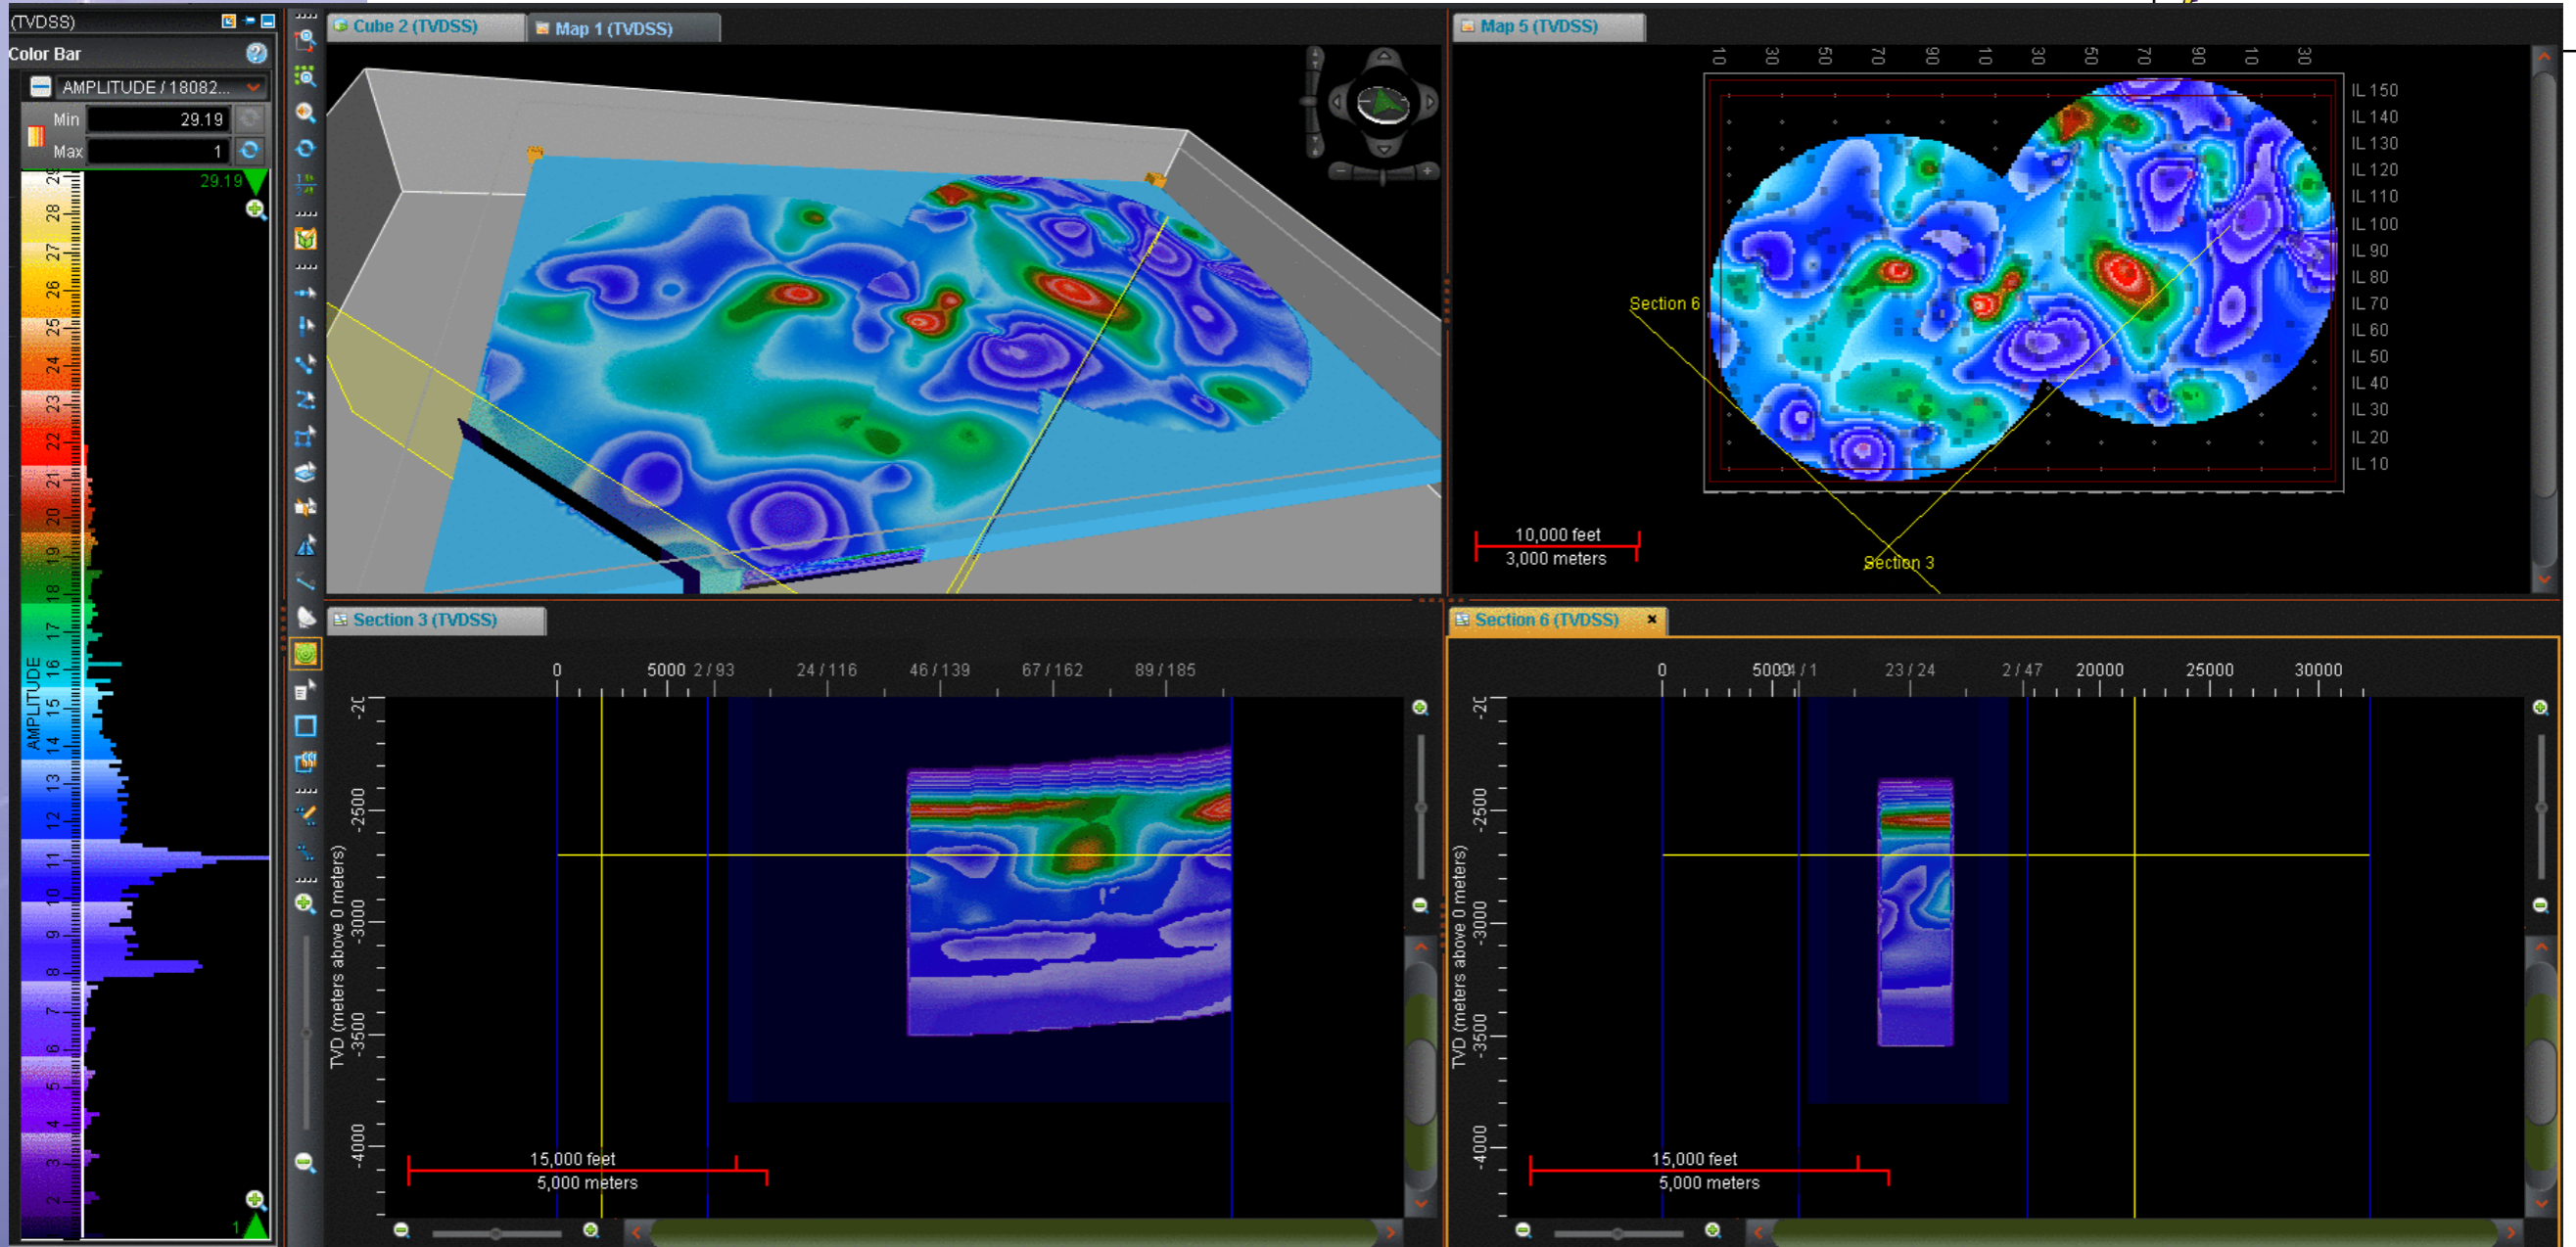 (TVDSS)
Color Bar
AMPLITUDE / 18082...
Min 29.19
Max 1
29.19
29
28
27
26
25
24
23
22
21
20
19
18
17
16
15
14
13
12
11
10
9
8
7
6
5
4
3
2
AMPLITUDE
1
Cube 2 (TVDSS)
Map 1 (TVDSS)
Map 5 (TVDSS)
10 30 50 70 90 10 30 50 70 90 10 30
IL 150
IL 140
IL 130
IL 120
IL 110
IL 100
IL 90
IL 80
IL 70
IL 60
IL 50
IL 40
IL 30
IL 20
IL 10
Section 6
Section 3
10,000 feet
3,000 meters
Section 3 (TVDSS)
0 5000 2 / 93 24 / 116 46 / 139 67 / 162 89 / 185
-2500
-3000
-3500
-4000
TVD (meters above 0 meters)
15,000 feet
5,000 meters
Section 6 (TVDSS)
0 23 / 24 2 / 47 20000 25000 30000
-2500
-3000
-3500
-4000
TVD (meters above 0 meters)
15,000 feet
5,000 meters